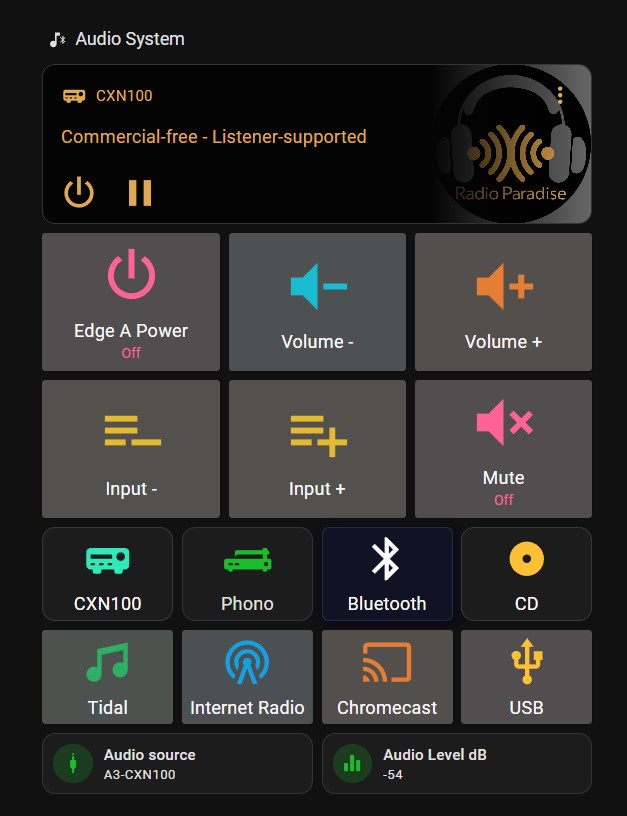 Audio System
CXN100
Commercial-free - Listener-supported
Radio Paradise
Edge A Power
Off
Volume -
Volume +
Input -
Input +
Mute
Off
CXN100
Phono
Bluetooth
CD
Tidal
Internet Radio
Chromecast
USB
Audio source
A3-CXN100
Audio Level dB
-54